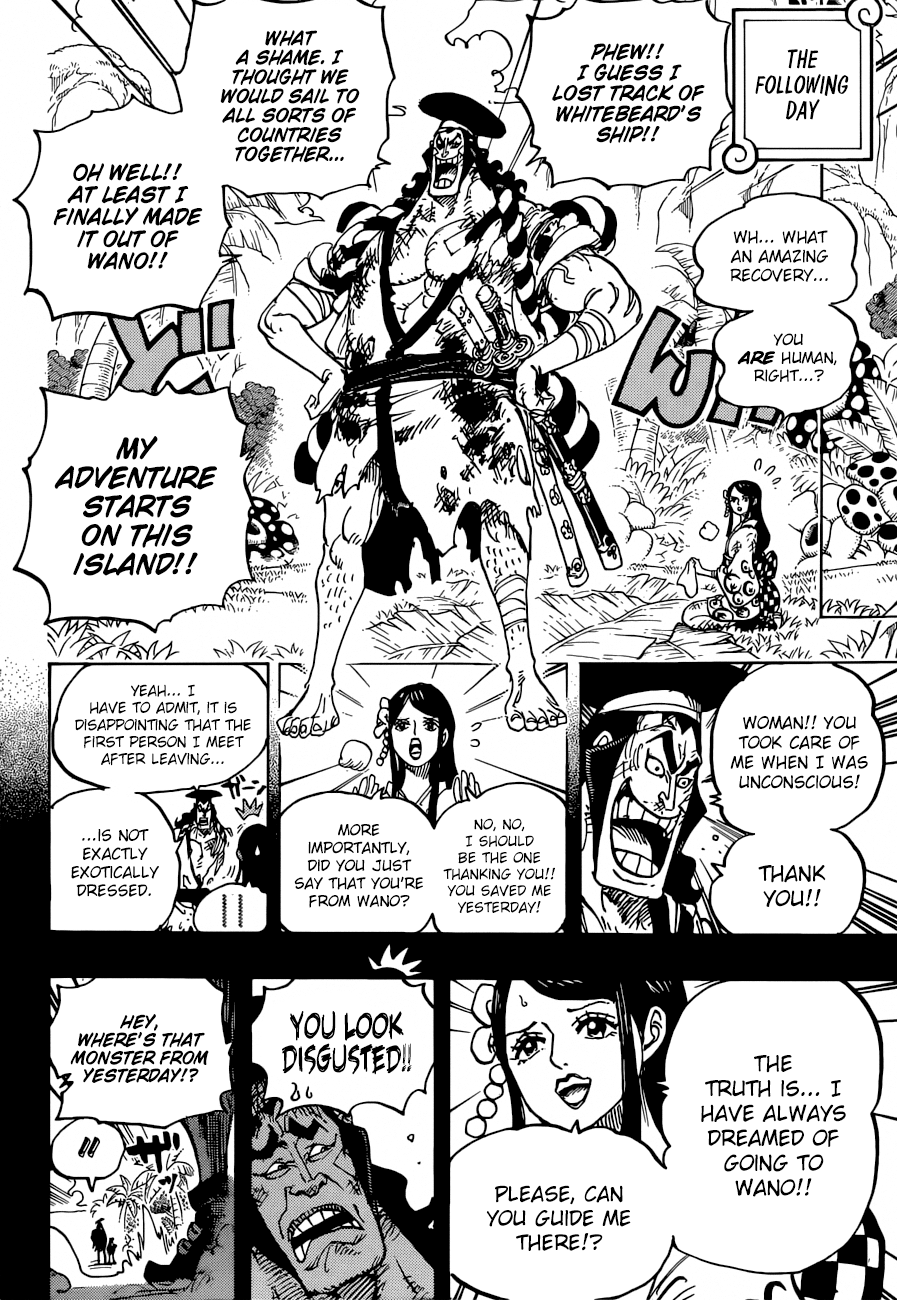 THE
FOLLOWING
DAY
PHEW!!
I GUESS I
LOST TRACK OF
WHITEBEARD'S
SHIP!!
WHAT
A SHAME. I
THOUGHT WE
WOULD SAIL TO
ALL SORTS OF
COUNTRIES
TOGETHER...
OH WELL!!
AT LEAST I
FINALLY MADE
IT OUT OF
WANO!!
WH... WHAT
AN AMAZING
RECOVERY...
YOU
ARE HUMAN,
RIGHT...?
MY
ADVENTURE
STARTS
ON THIS
ISLAND!!
WOMAN!! YOU
TOOK CARE OF
ME WHEN I WAS
UNCONSCIOUS!
THANK
YOU!!
NO, NO,
I SHOULD
BE THE ONE
THANKING YOU!!
YOU SAVED ME
YESTERDAY!
MORE
IMPORTANTLY,
DID YOU JUST
SAY THAT YOU'RE
FROM WANO?
YEAH... I
HAVE TO ADMIT, IT IS
DISAPPOINTING THAT THE
FIRST PERSON I MEET
AFTER LEAVING...
...IS NOT
EXACTLY
EXOTICALLY
DRESSED.
!!
THE
TRUTH IS... I
HAVE ALWAYS
DREAMED OF
GOING TO
WANO!!
PLEASE, CAN
YOU GUIDE ME
THERE!?
YOU LOOK
DISGUSTED!!
HEY,
WHERE'S THAT
MONSTER FROM
YESTERDAY!?
!!